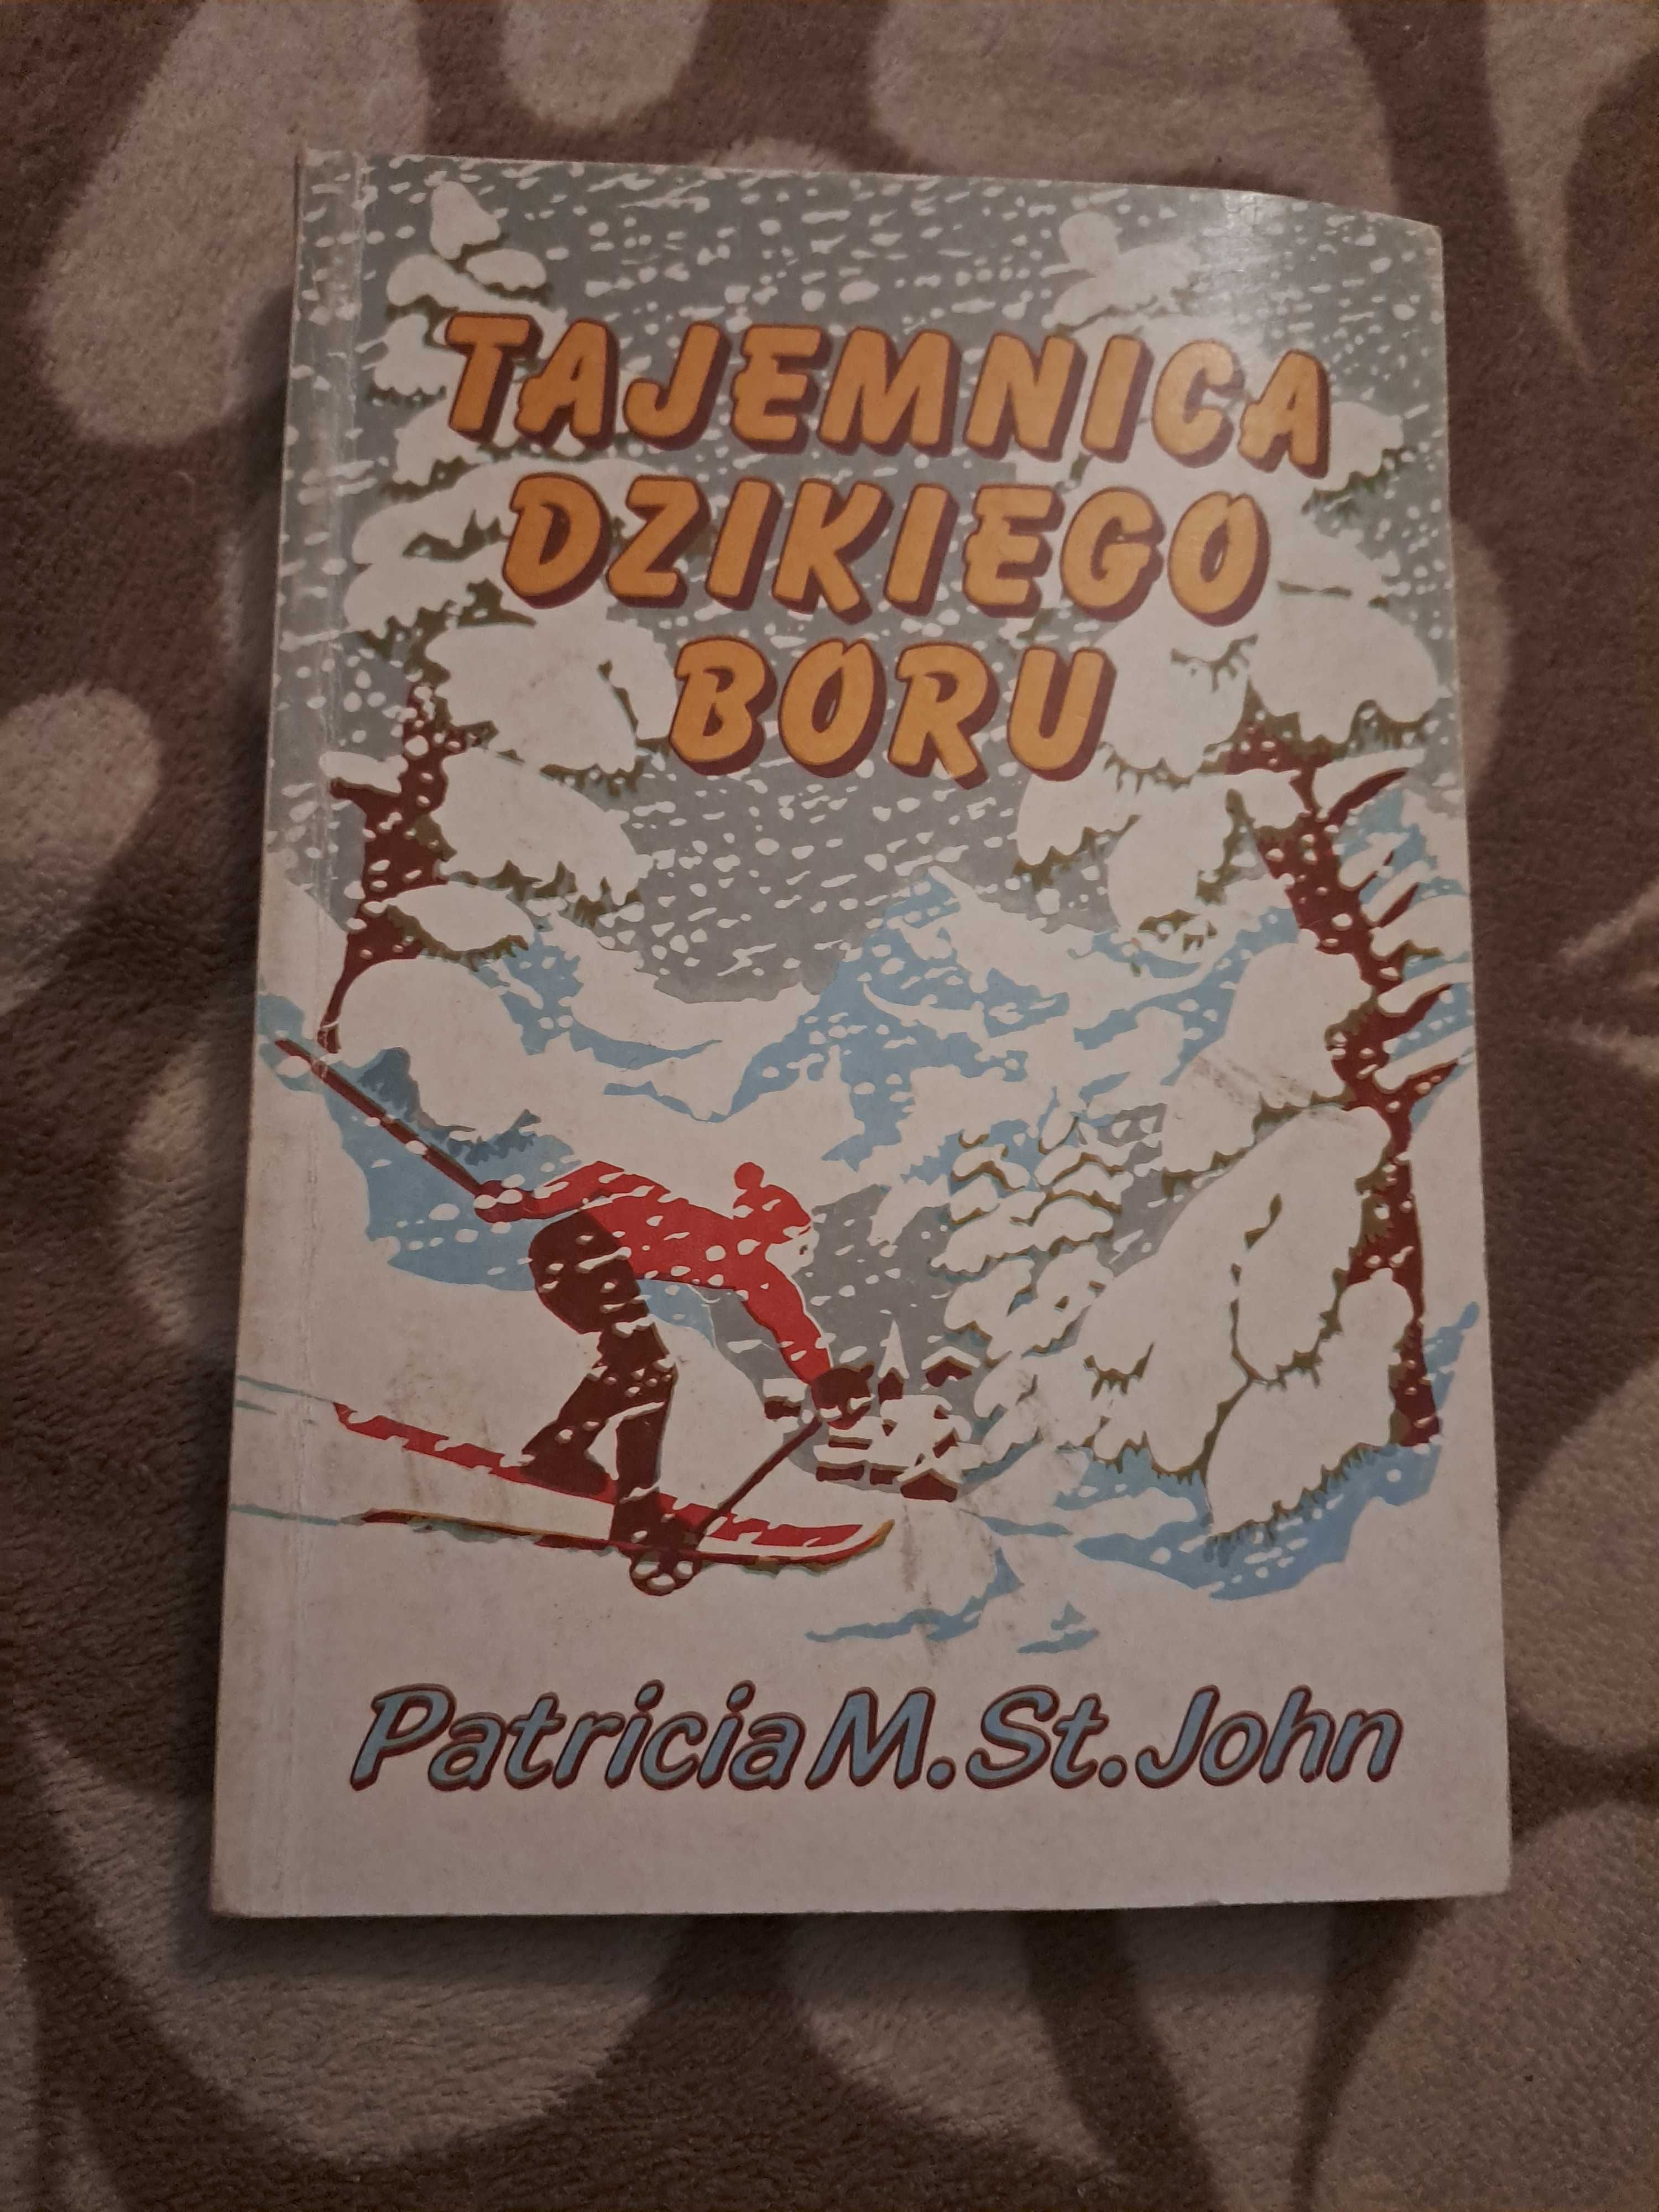 TAJEMNICA
DZIKIEGO
BORU
Patricia M. St. John